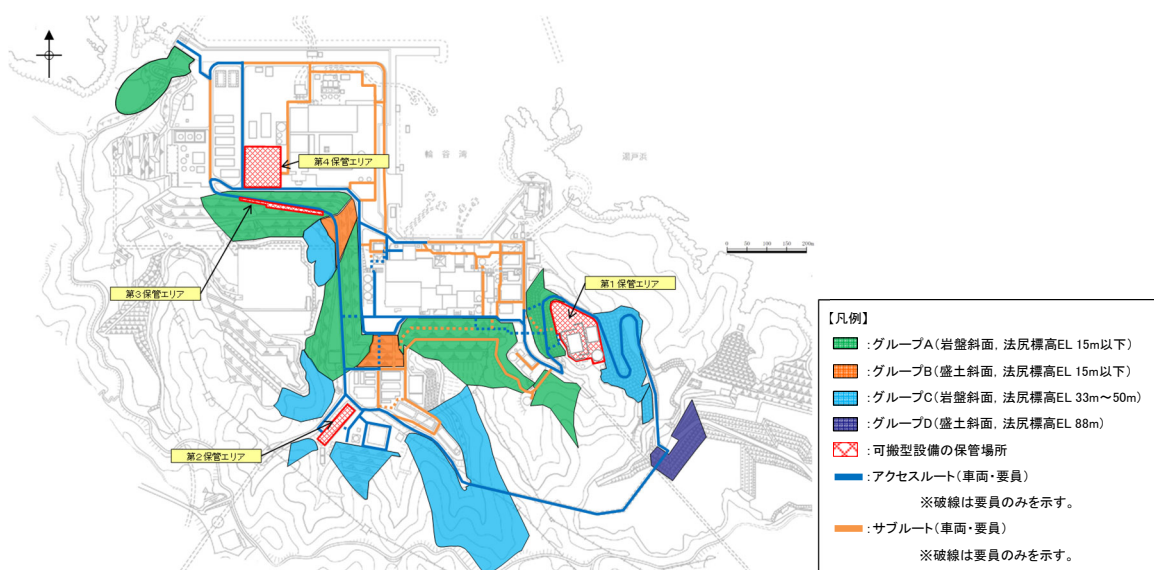 第4保管エリア
輪谷湾
第3保管エリア
第1保管エリア
第2保管エリア
0 50 100 150 200m
【凡例】
:グループA(岩盤斜面, 法尻標高EL 15m以下)
:グループB(盛土斜面, 法尻標高EL 15m以下)
:グループC(岩盤斜面, 法尻標高EL 33m~50m)
:グループD(盛土斜面, 法尻標高EL 88m)
:可搬型設備の保管場所
:アクセスルート(車両・要員)
※破線は要員のみを示す。
:サブルート(車両・要員)
※破線は要員のみを示す。